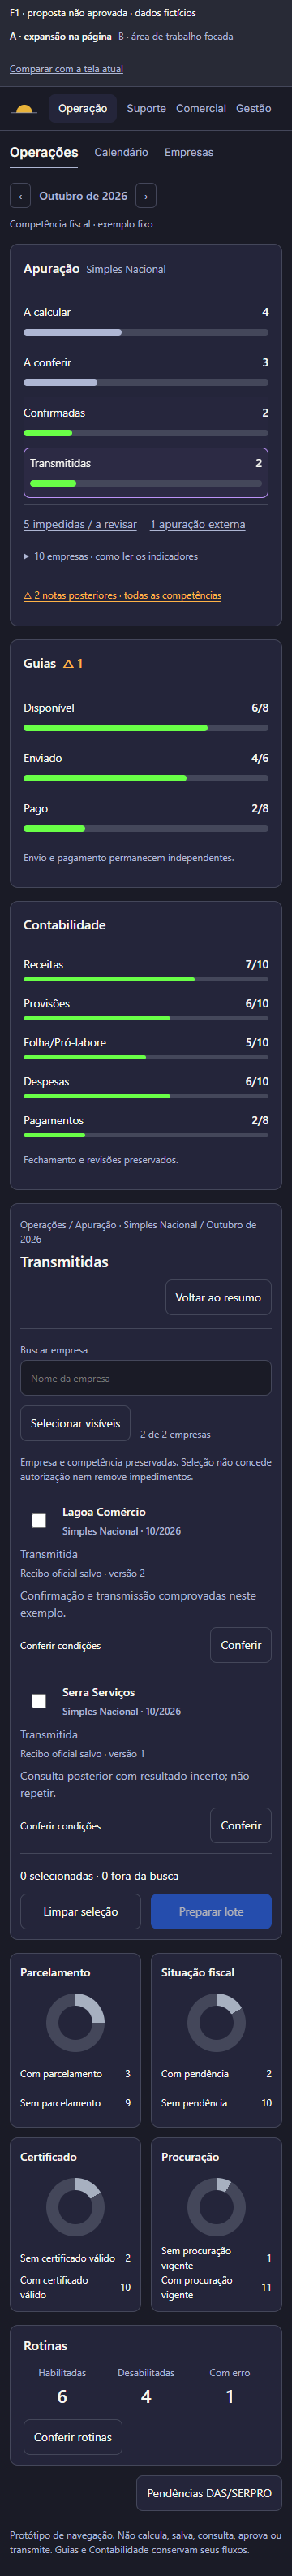 F1 · proposta não aprovada · dados fictícios
A · expansão na página B · área de trabalho focada
Comparar com a tela atual
Operação Suporte Comercial Gestão
Operações Calendário Empresas
‹ Outubro de 2026 ›
Competência fiscal · exemplo fixo
Apuração Simples Nacional
A calcular 4
A conferir 3
Confirmadas 2
Transmitidas 2
5 impedidas / a revisar 1 apuração externa
▶ 10 empresas · como ler os indicadores
△ 2 notas posteriores · todas as competências
Guias △ 1
Disponível 6/8
Enviado 4/6
Pago 2/8
Envio e pagamento permanecem independentes.
Contabilidade
Receitas 7/10
Provisões 6/10
Folha/Pró-labore 5/10
Despesas 6/10
Pagamentos 2/8
Fechamento e revisões preservados.
Operações / Apuração · Simples Nacional / Outubro de
2026
Transmitidas
Voltar ao resumo
Buscar empresa
Nome da empresa
Selecionar visíveis 2 de 2 empresas
Empresa e competência preservadas. Seleção não concede
autorização nem remove impedimentos.
Lagoa Comércio
Simples Nacional · 10/2026
Transmitida
Recibo oficial salvo · versão 2
Confirmação e transmissão comprovadas neste
exemplo.
Conferir condições Conferir
Serra Serviços
Simples Nacional · 10/2026
Transmitida
Recibo oficial salvo · versão 1
Consulta posterior com resultado incerto; não
repetir.
Conferir condições Conferir
0 selecionadas · 0 fora da busca
Limpar seleção Preparar lote
Parcelamento
Com parcelamento 3
Sem parcelamento 9
Situação fiscal
Com pendência 2
Sem pendência 10
Certificado
Sem certificado válido 2
Com certificado
válido 10
Procuração
Sem procuração
vigente 1
Com procuração
vigente 11
Rotinas
Habilitadas Desabilitadas Com erro
6 4 1
Conferir rotinas
Pendências DAS/SERPRO
Protótipo de navegação. Não calcula, salva, consulta, aprova ou
transmite. Guias e Contabilidade conservam seus fluxos.